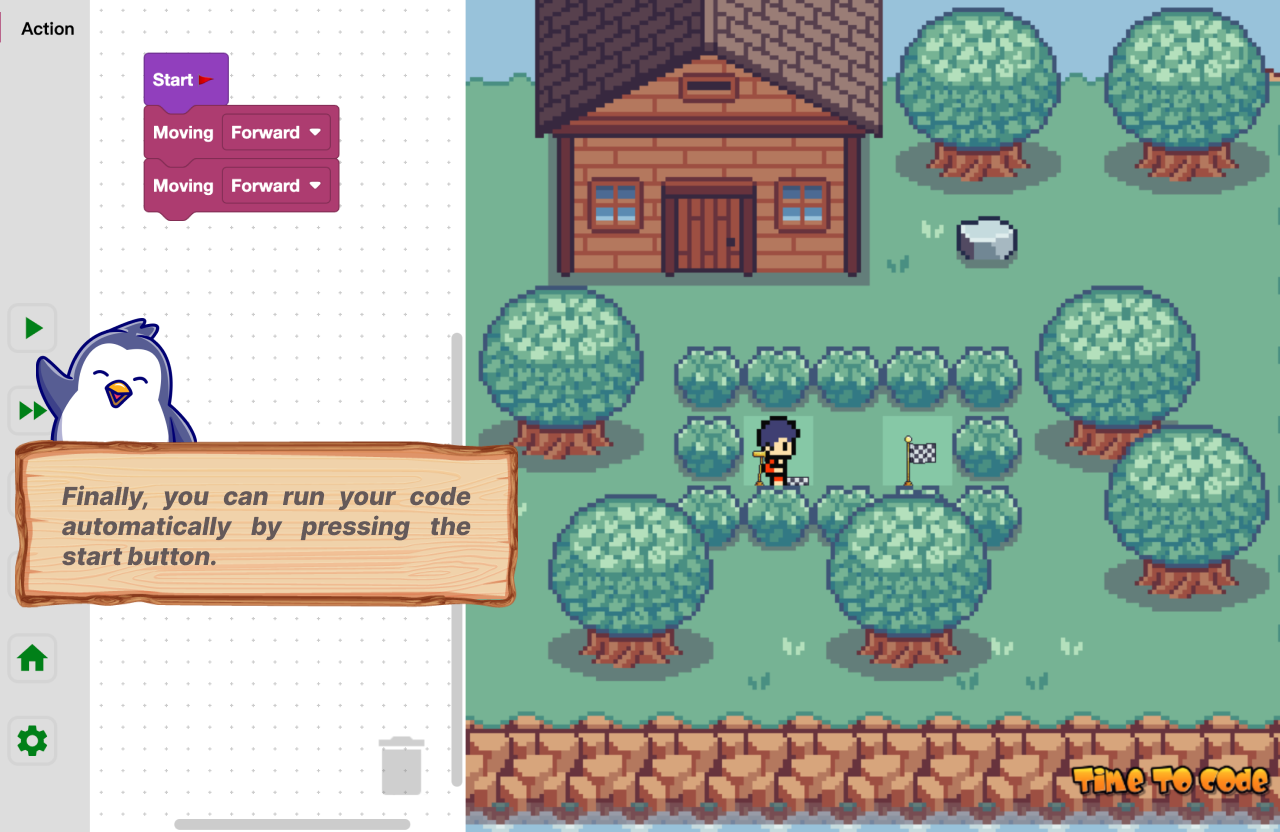 Action
Start
Moving Forward
Moving Forward
Finally, you can run your code
automatically by pressing the
start button.
TIME TO CODE